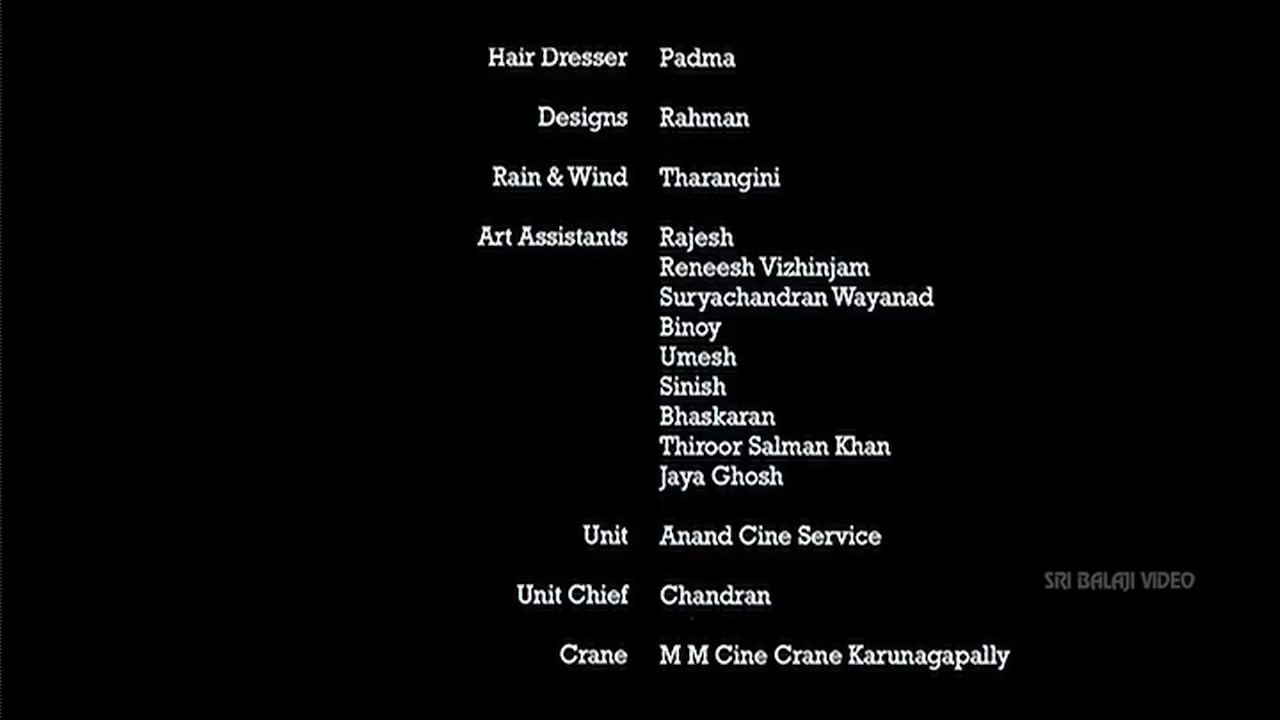 Hair Dresser Padma
Designs Rahman
Rain & Wind Tharangini
Art Assistants Rajesh
Reneesh Vizhinjam
Suryachandran Wayanad
Binoy
Umesh
Sinish
Bhaskaran
Thiroor Salman Khan
Jaya Ghosh
Unit Anand Cine Service
SRI BALAJI VIDEO
Unit Chief Chandran
Crane M M Cine Crane Karunagapally